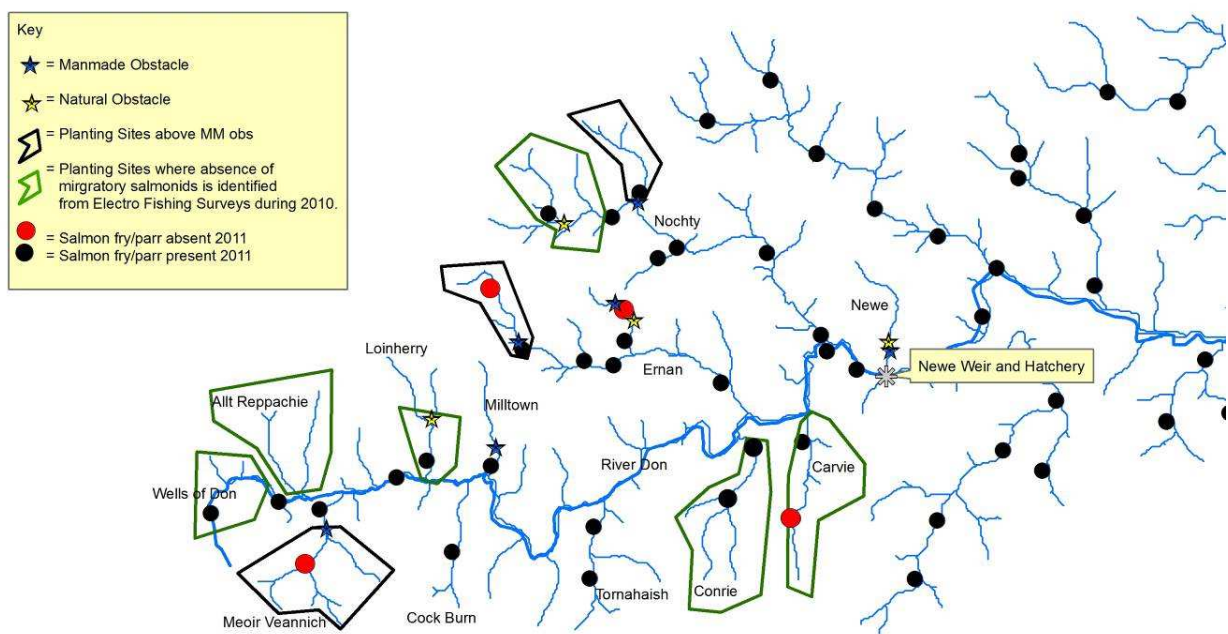 Key
= Manmade Obstacle
= Natural Obstacle
= Planting Sites above MM obs
= Planting Sites where absence of
mirgratory salmonids is identified
from Electro Fishing Surveys during 2010.
= Salmon fry/parr absent 2011
= Salmon fry/parr present 2011
Nochty
Newe
Newe Weir and Hatchery
Loinherry
Ernan
Allt Reppachie
Milltown
River Don
Carvie
Wells of Don
Conrie
Tornahaish
Cock Burn
Meoir Veannich